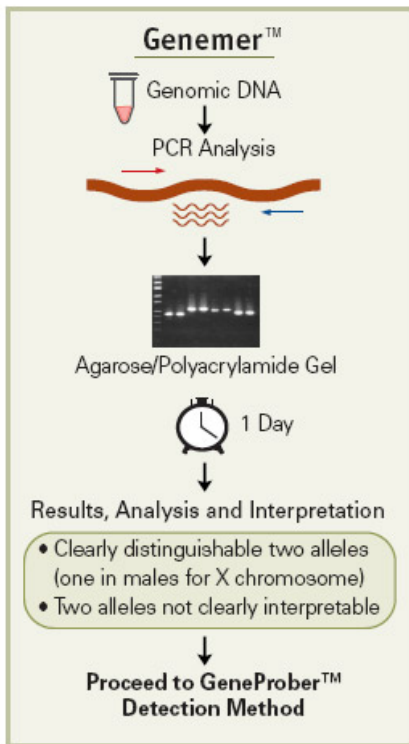 Genemer™
Genomic DNA
PCR Analysis
Agarose/Polyacrylamide Gel
1 Day
Results, Analysis and Interpretation
• Clearly distinguishable two alleles
(one in males for X chromosome)
• Two alleles not clearly interpretable
Proceed to GeneProber™
Detection Method